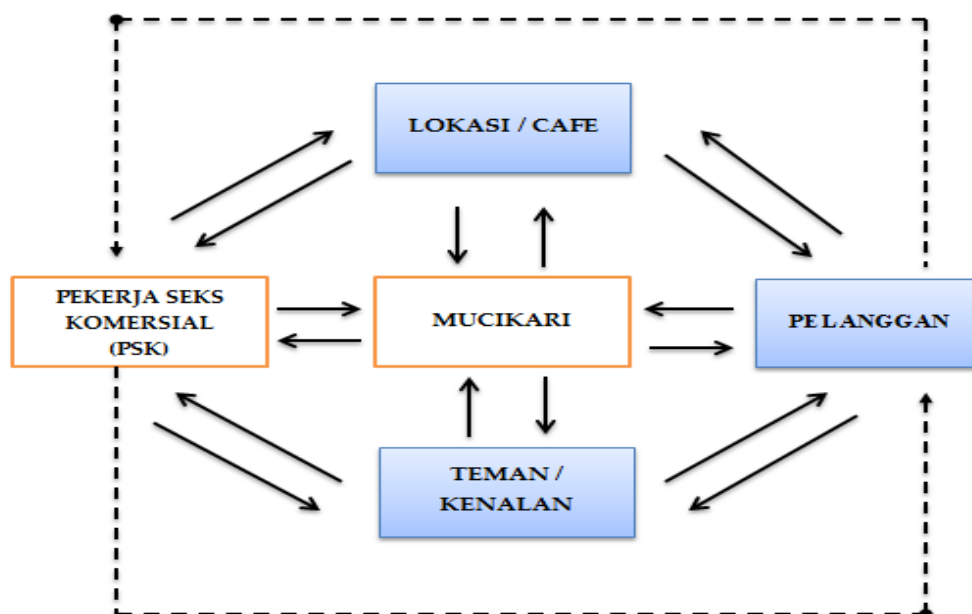 LOKASI / CAFE
PEKERJA SEKS
KOMERSIAL
(PSK)
MUCIKARI
PELANGGAN
TEMAN /
KENALAN